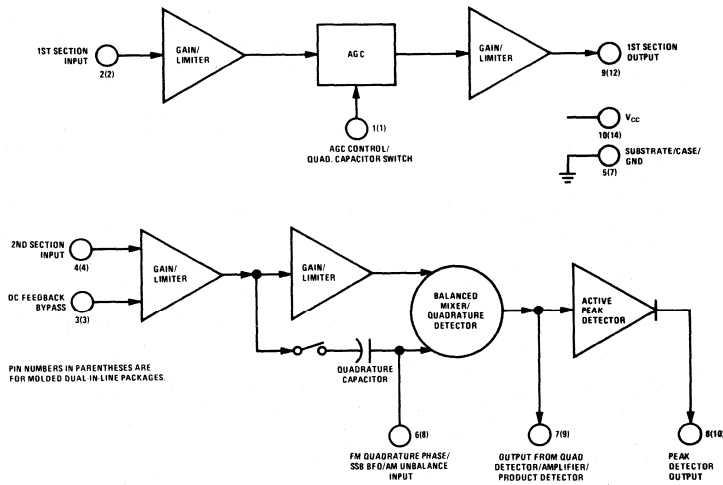 1ST SECTION
INPUT
2(2)
GAIN/
LIMITER
AGC
GAIN/
LIMITER
1ST SECTION
OUTPUT
9(12)
1(1)
AGC CONTROL/
QUAD. CAPACITOR SWITCH
VCC
10(14)
SUBSTRATE/CASE/
GND
5(7)
2ND SECTION
INPUT
4(4)
DC FEEDBACK
BYPASS
3(3)
GAIN/
LIMITER
GAIN/
LIMITER
BALANCED
MIXER/
QUADRATURE
DETECTOR
ACTIVE
PEAK
DETECTOR
QUADRATURE
CAPACITOR
PIN NUMBERS IN PARENTHESES ARE
FOR MOLDED DUAL-IN-LINE PACKAGES.
6(8)
FM QUADRATURE PHASE/
SSB BFO/AM UNBALANCE
INPUT
7(9)
OUTPUT FROM QUAD
DETECTOR/AMPLIFIER/
PRODUCT DETECTOR
8(10)
PEAK
DETECTOR
OUTPUT